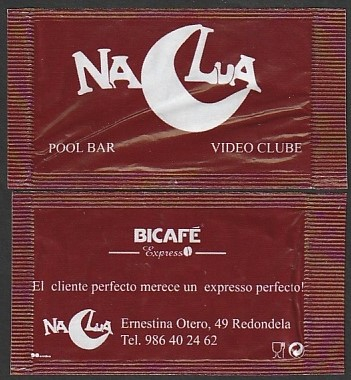 NA LUA
POOL BAR VIDEO CLUBE
BICAFÉ
Expresso
El cliente perfecto merece un expresso perfecto!
NA LUA
Ernestina Otero, 49 Redondela
Tel. 986 40 24 62